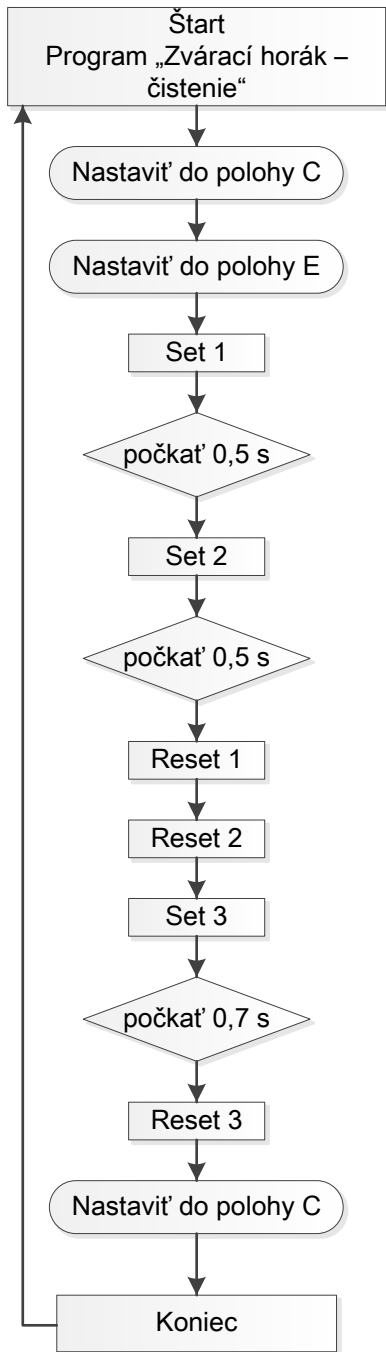 Štart
Program „Zvárací horák –
čistenie“
Nastaviť do polohy C
Nastaviť do polohy E
Set 1
počkať 0,5 s
Set 2
počkať 0,5 s
Reset 1
Reset 2
Set 3
počkať 0,7 s
Reset 3
Nastaviť do polohy C
Koniec